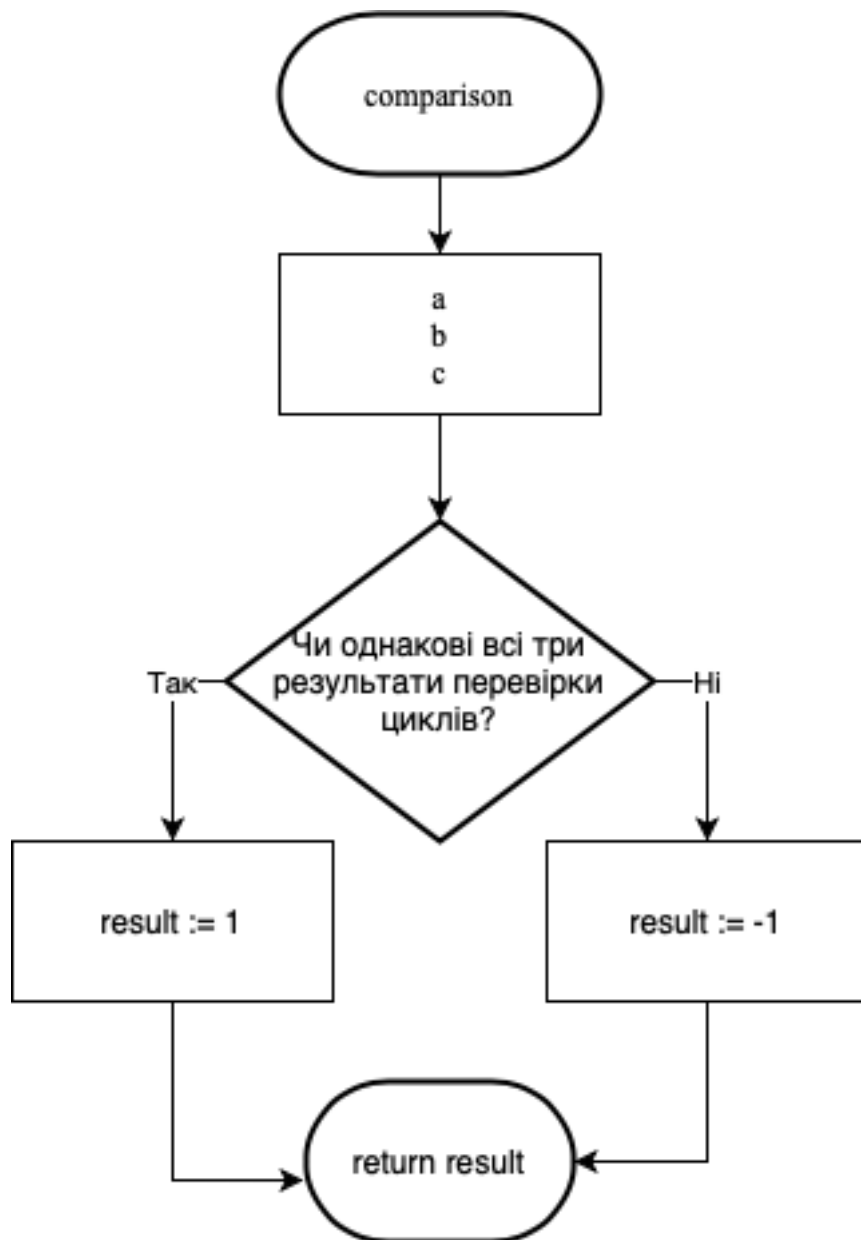 comparison
a
b
c
Чи однакові всі три
результати перевірки
циклів?
Так
Ні
result := 1
result := -1
return result